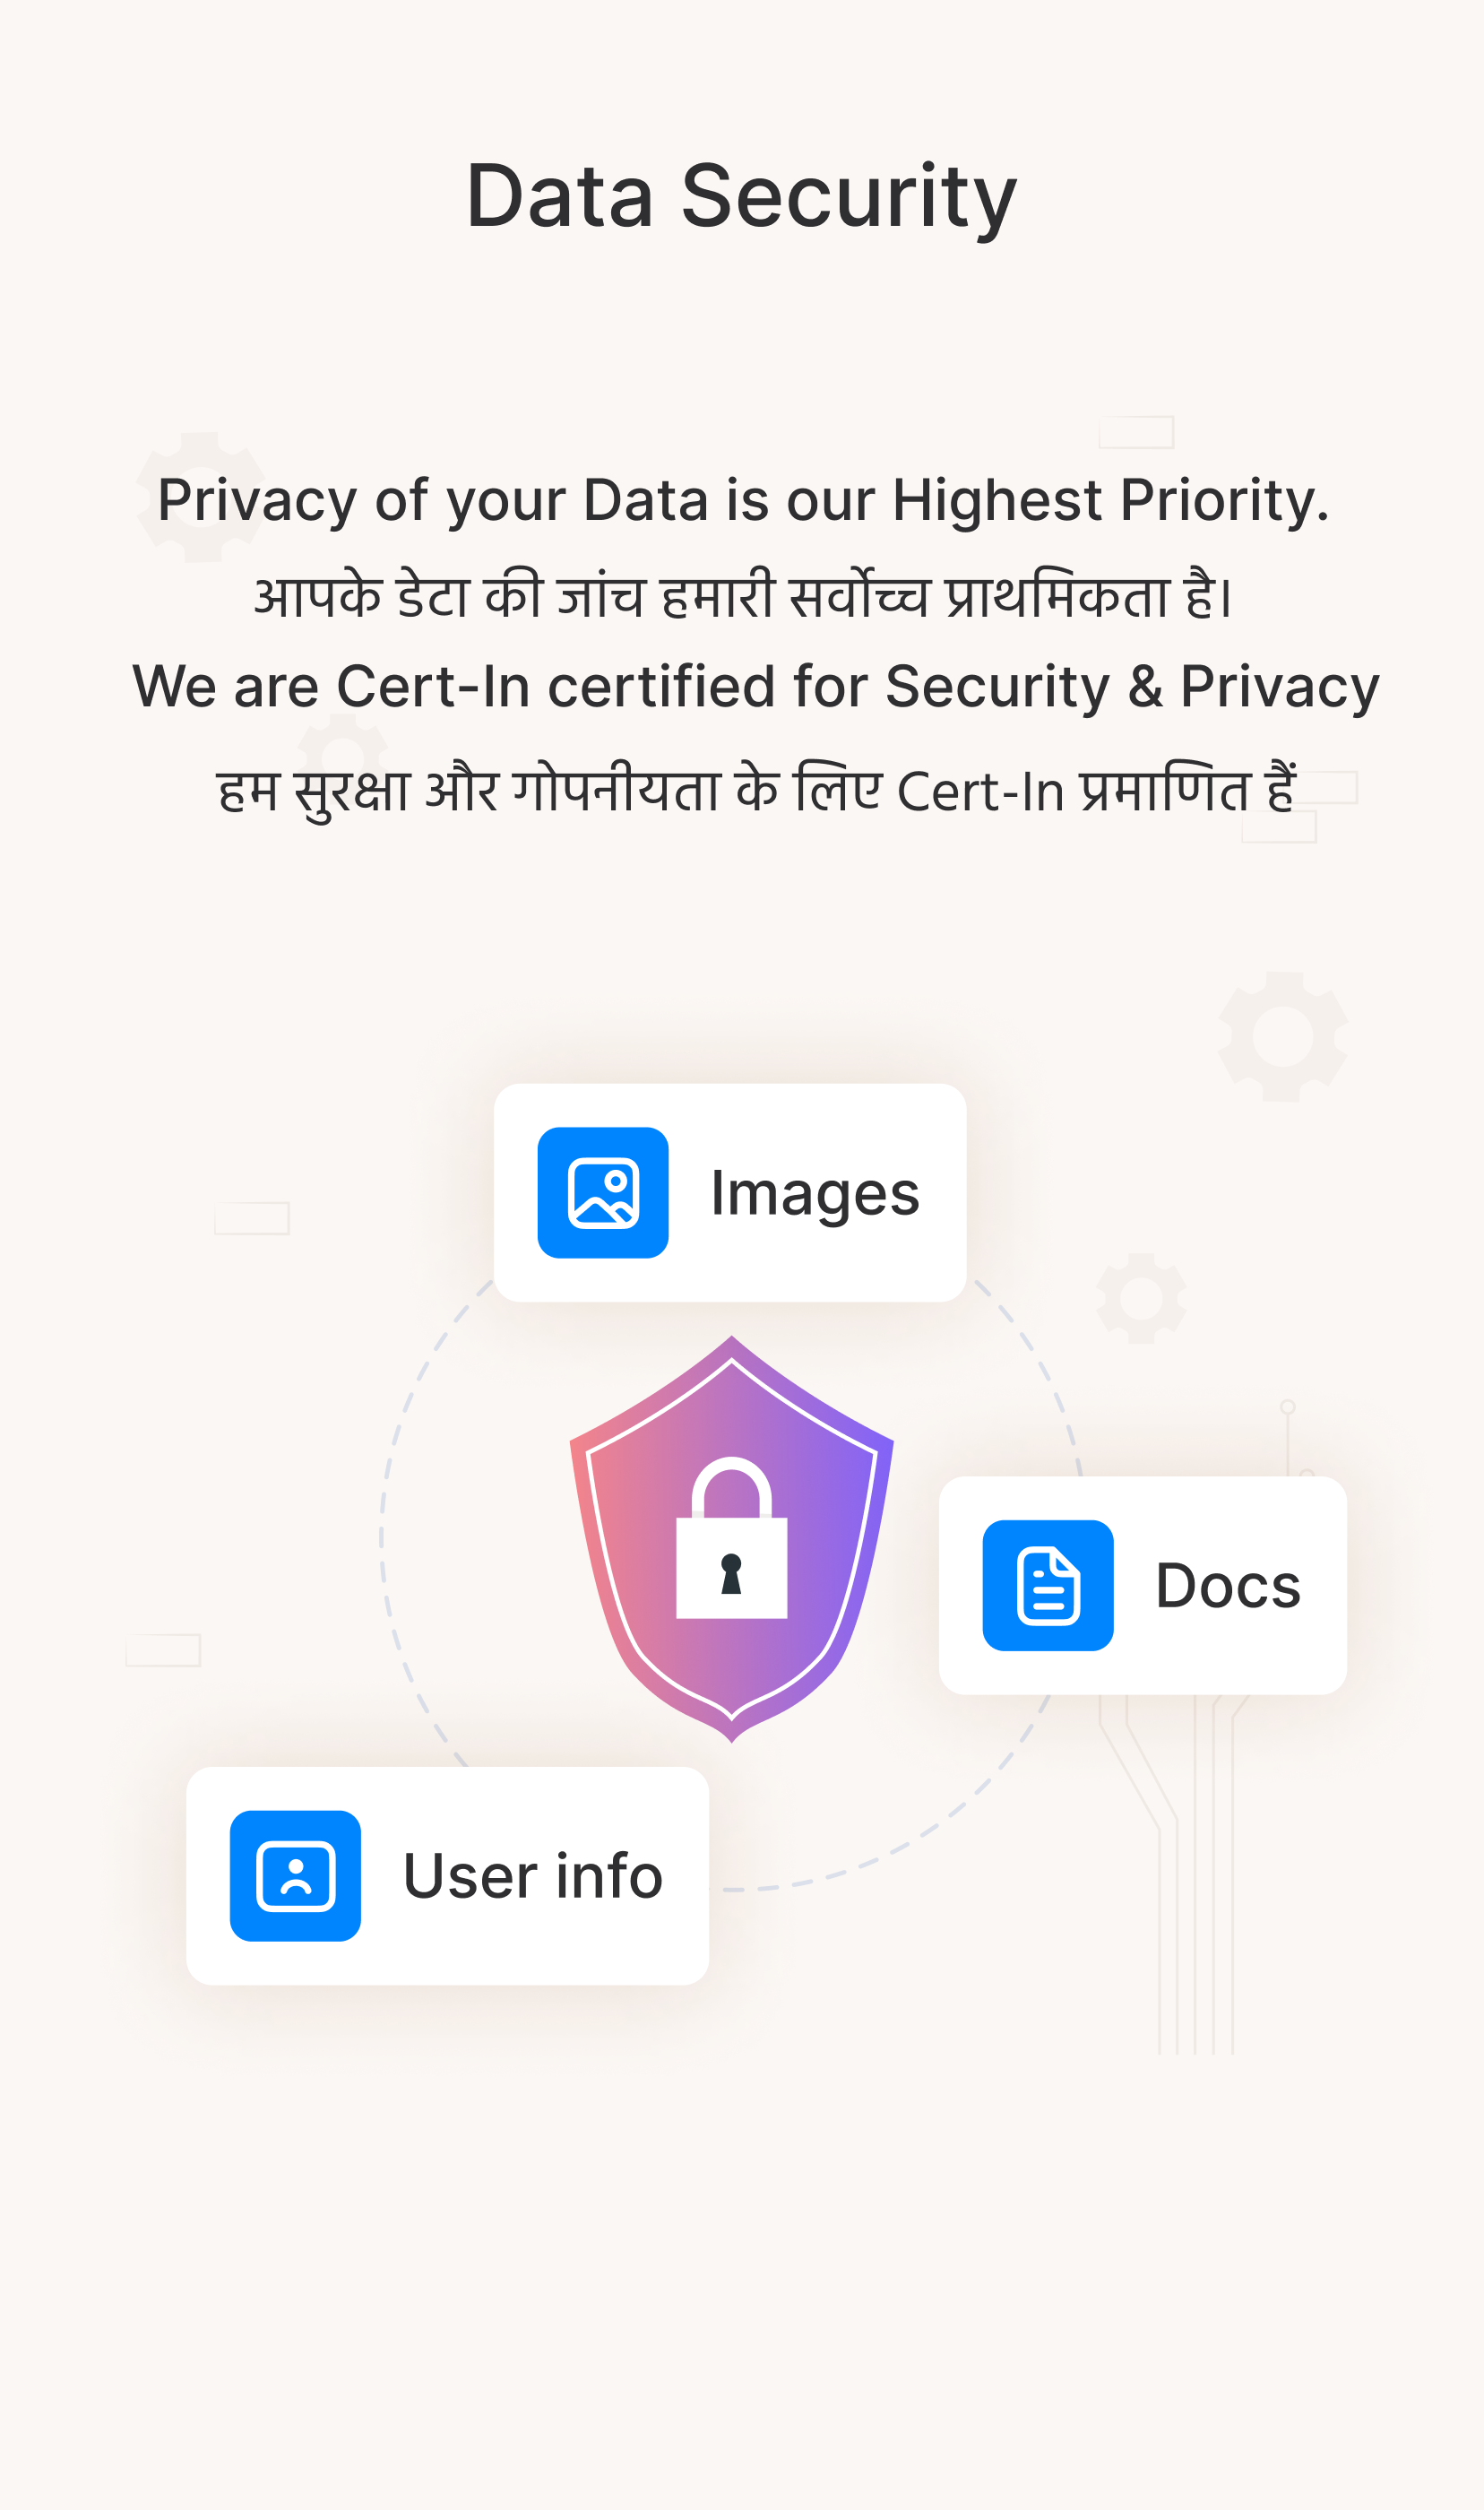 Data Security
Privacy of your Data is our Highest Priority.
आपके डेटा की जांच हमारी सर्वोच्च प्राथमिकता है।
We are Cert-In certified for Security & Privacy
हम सुरक्षा और गोपनीयता के लिए Cert-In प्रमाणित हैं
Images
Docs
User info